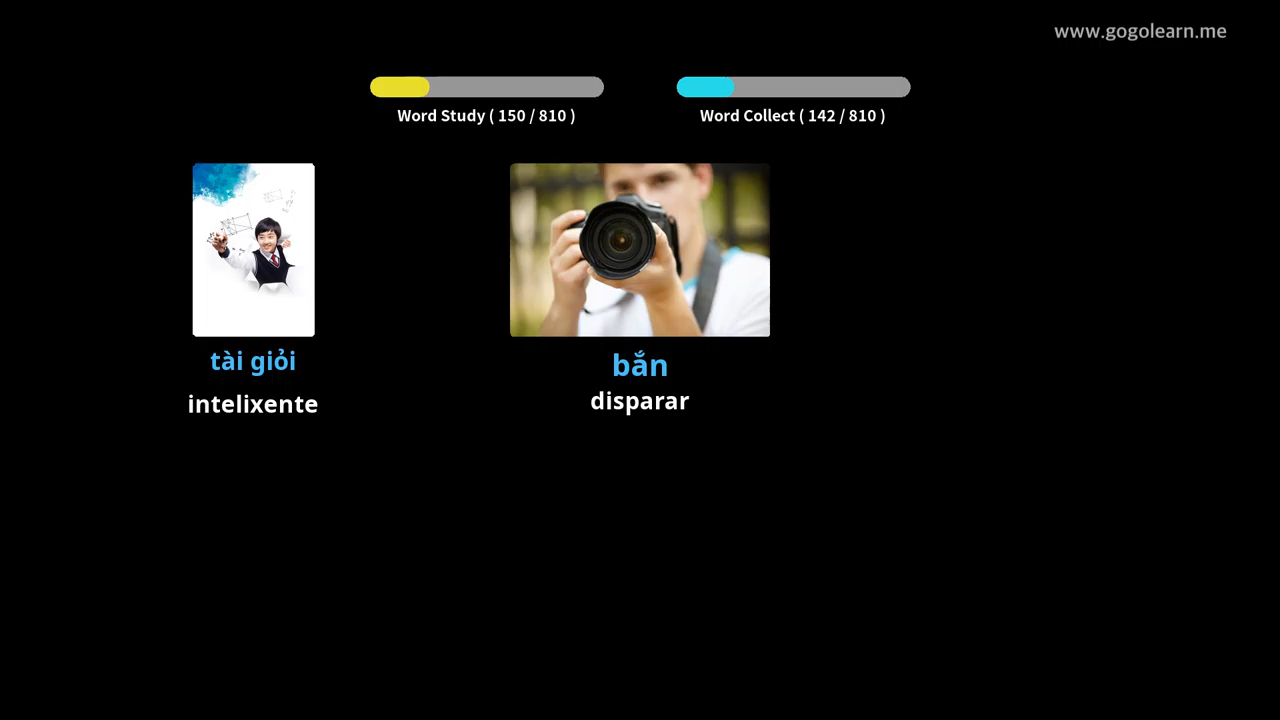 www.gogolearn.me
Word Study ( 150 / 810 )
Word Collect ( 142 / 810 )
tài giỏi
intelixente
bắn
disparar